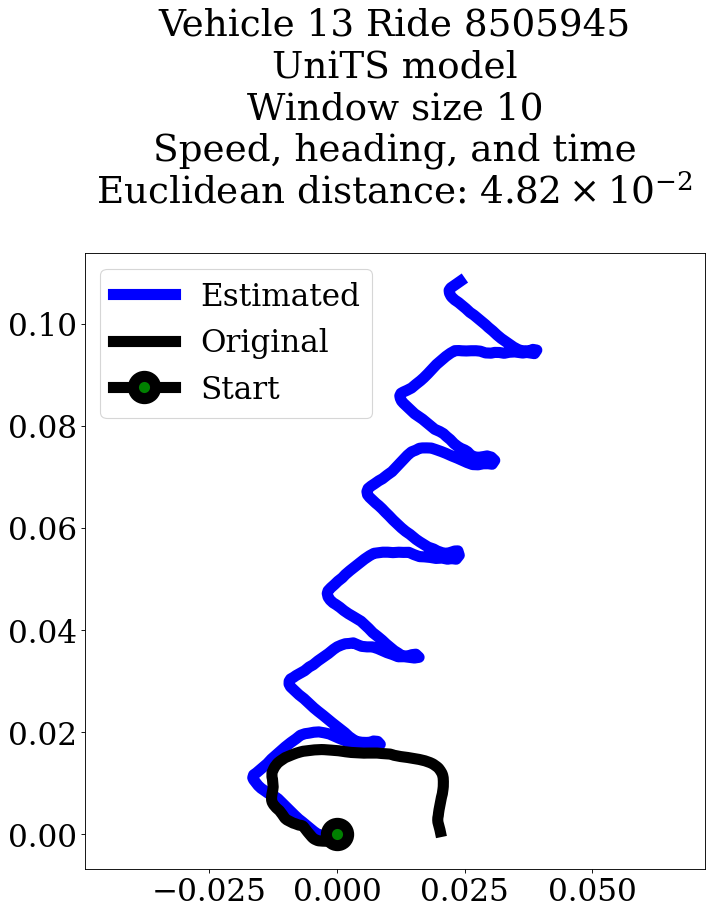 Vehicle 13 Ride 8505945
UniTS model
Window size 10
Speed, heading, and time
Euclidean distance: 4.82 × 10⁻²
Estimated
Original
Start
0.10
0.08
0.06
0.04
0.02
0.00
−0.025 0.000 0.025 0.050